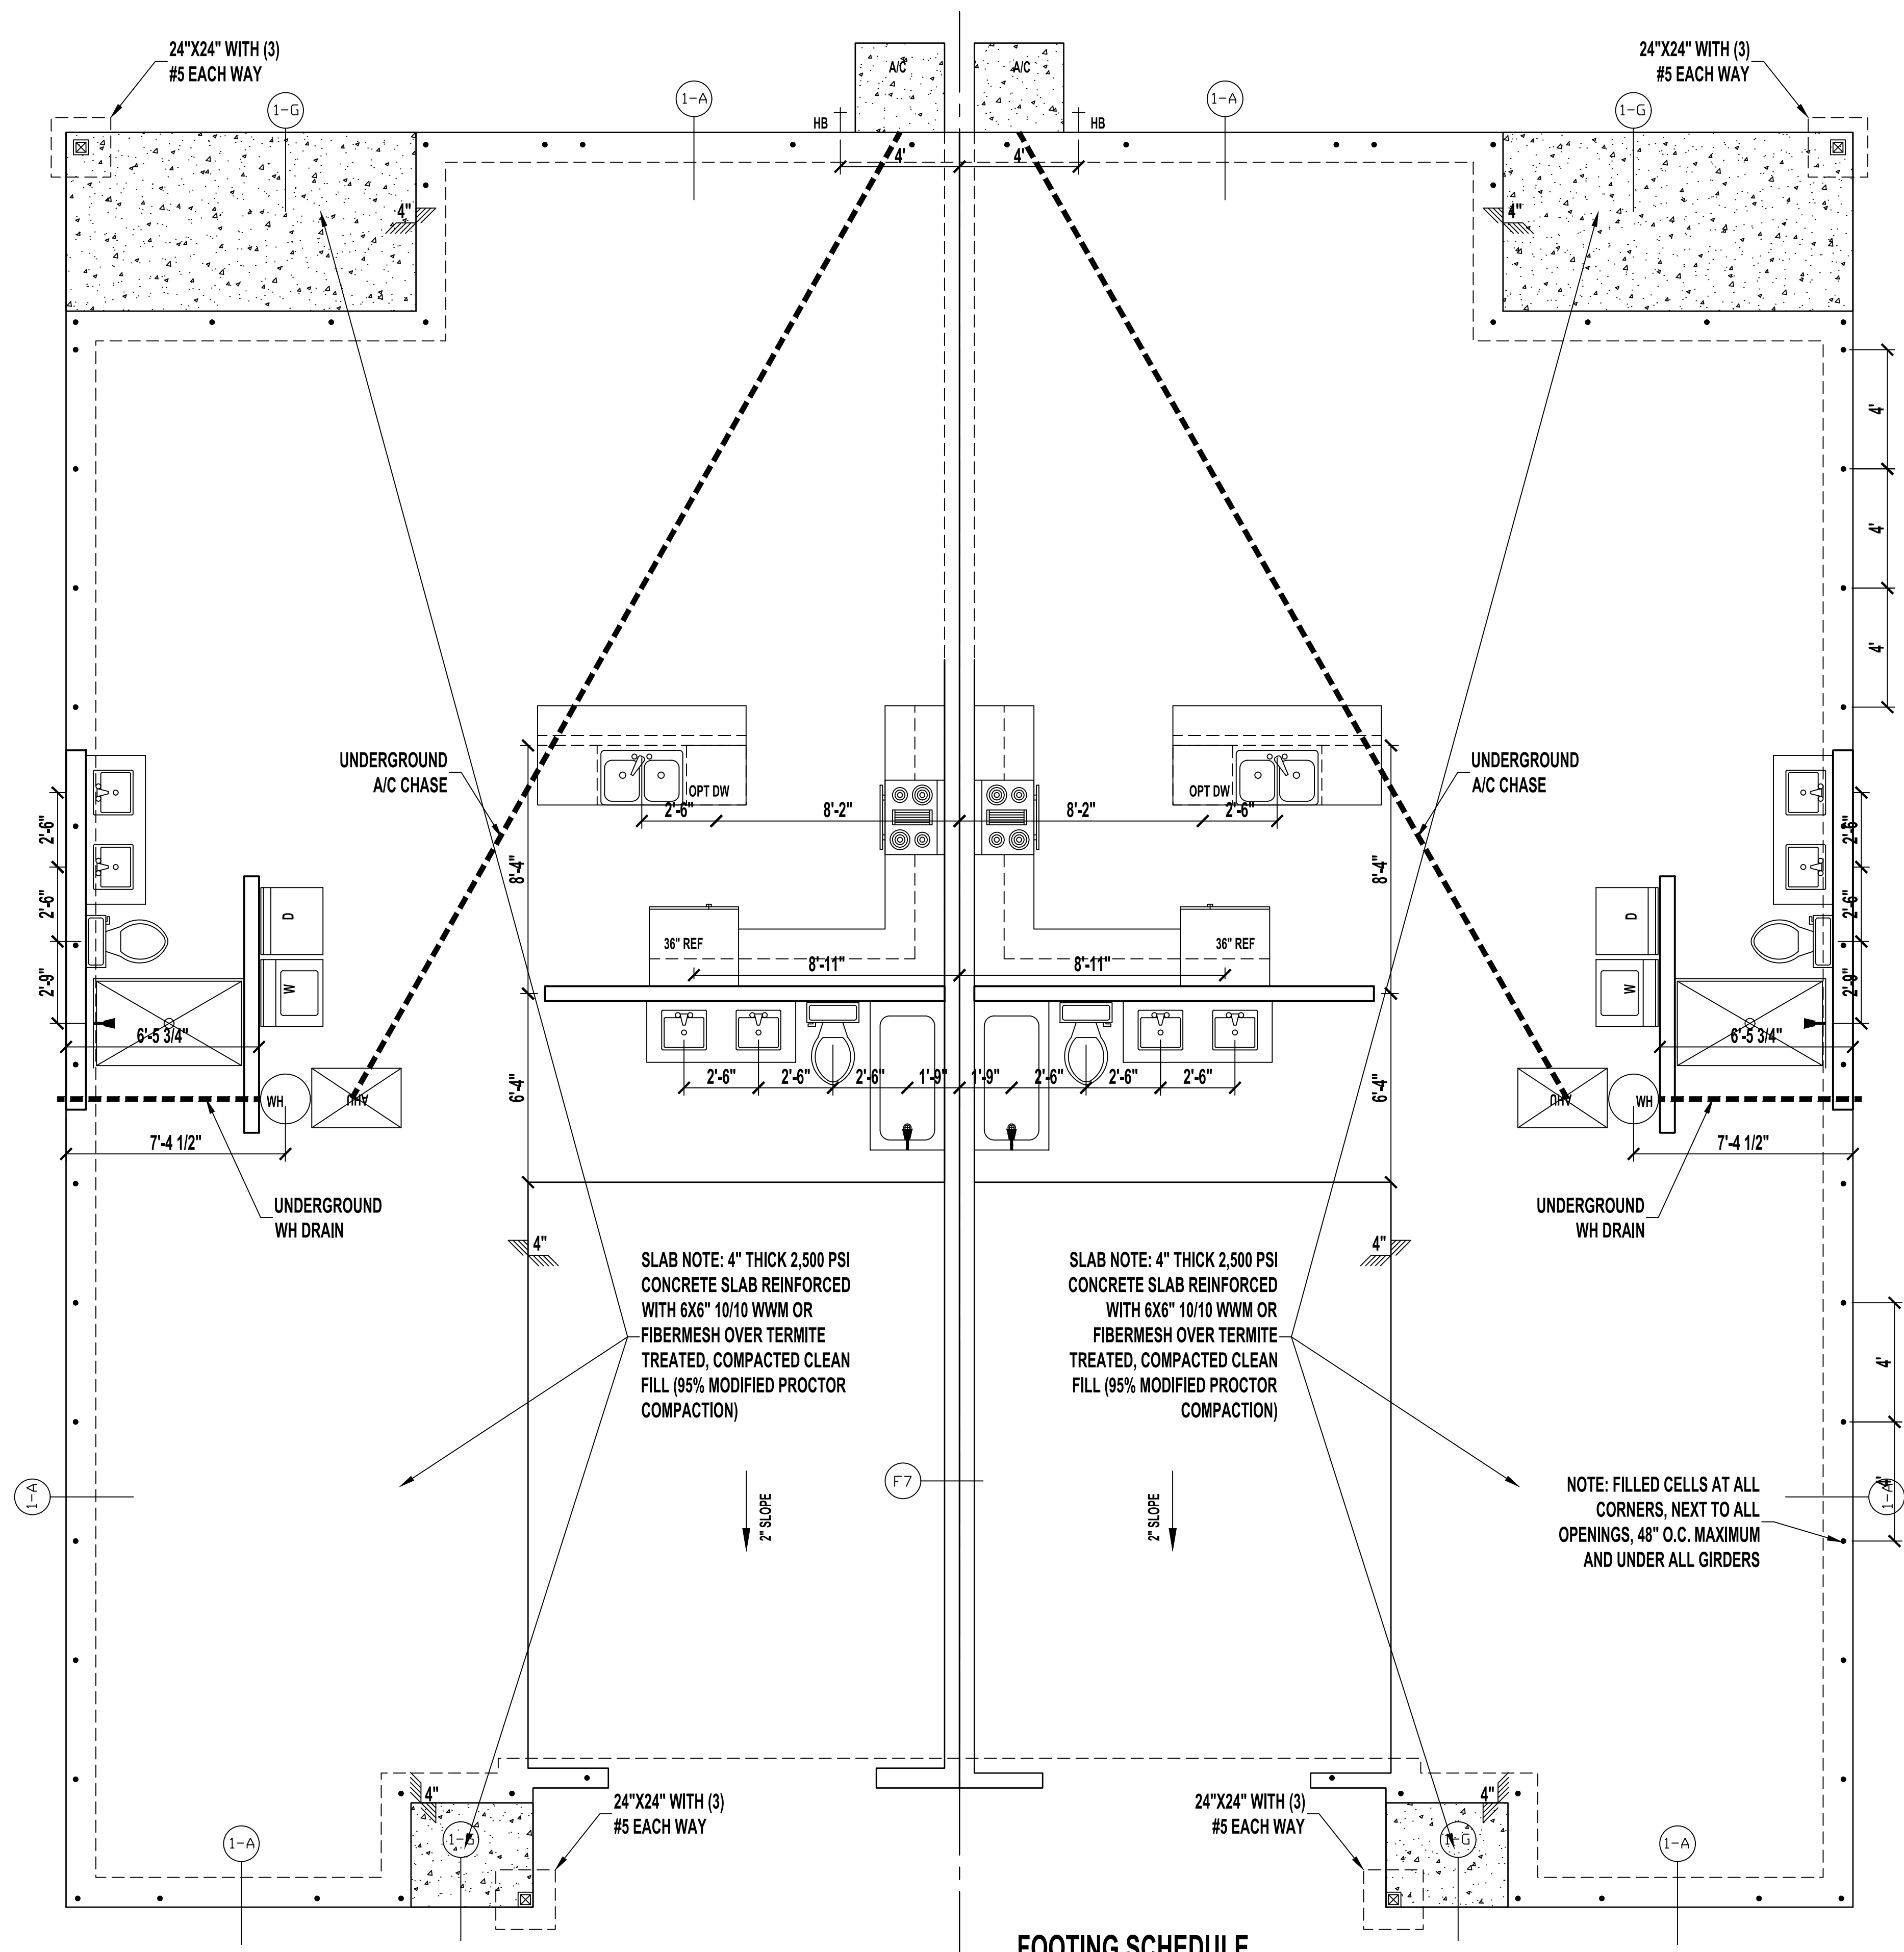 24"X24" WITH (3)
#5 EACH WAY
1-G
1-A
A/C
A/C
1-A
1-G
24"X24" WITH (3)
#5 EACH WAY
HB
4'
4'
HB
4"
4"
4'
4'
4'
UNDERGROUND
A/C CHASE
UNDERGROUND
A/C CHASE
OPT DW
OPT DW
2'-6"
8'-2"
8'-2"
2'-6"
2'-6"
2'-6"
2'-9"
8'-4"
8'-4"
2'-6"
2'-6"
2'-9"
D
W
36" REF
36" REF
D
W
8'-11"
8'-11"
6'-5 3/4"
6'-5 3/4"
6'-4"
2'-6"
2'-6"
2'-6"
1'-9"
1'-9"
2'-6"
2'-6"
2'-6"
6'-4"
WH
AHU
AHU
WH
7'-4 1/2"
7'-4 1/2"
UNDERGROUND
WH DRAIN
UNDERGROUND
WH DRAIN
4"
4"
SLAB NOTE: 4" THICK 2,500 PSI
CONCRETE SLAB REINFORCED
WITH 6X6" 10/10 WWM OR
FIBERMESH OVER TERMITE
TREATED, COMPACTED CLEAN
FILL (95% MODIFIED PROCTOR
COMPACTION)
SLAB NOTE: 4" THICK 2,500 PSI
CONCRETE SLAB REINFORCED
WITH 6X6" 10/10 WWM OR
FIBERMESH OVER TERMITE
TREATED, COMPACTED CLEAN
FILL (95% MODIFIED PROCTOR
COMPACTION)
4'
4'
1-A
F7
2" SLOPE
2" SLOPE
NOTE: FILLED CELLS AT ALL
CORNERS, NEXT TO ALL
OPENINGS, 48" O.C. MAXIMUM
AND UNDER ALL GIRDERS
1-A
4"
4"
24"X24" WITH (3)
#5 EACH WAY
24"X24" WITH (3)
#5 EACH WAY
1-A
1-G
1-G
1-A
FOOTING SCHEDULE